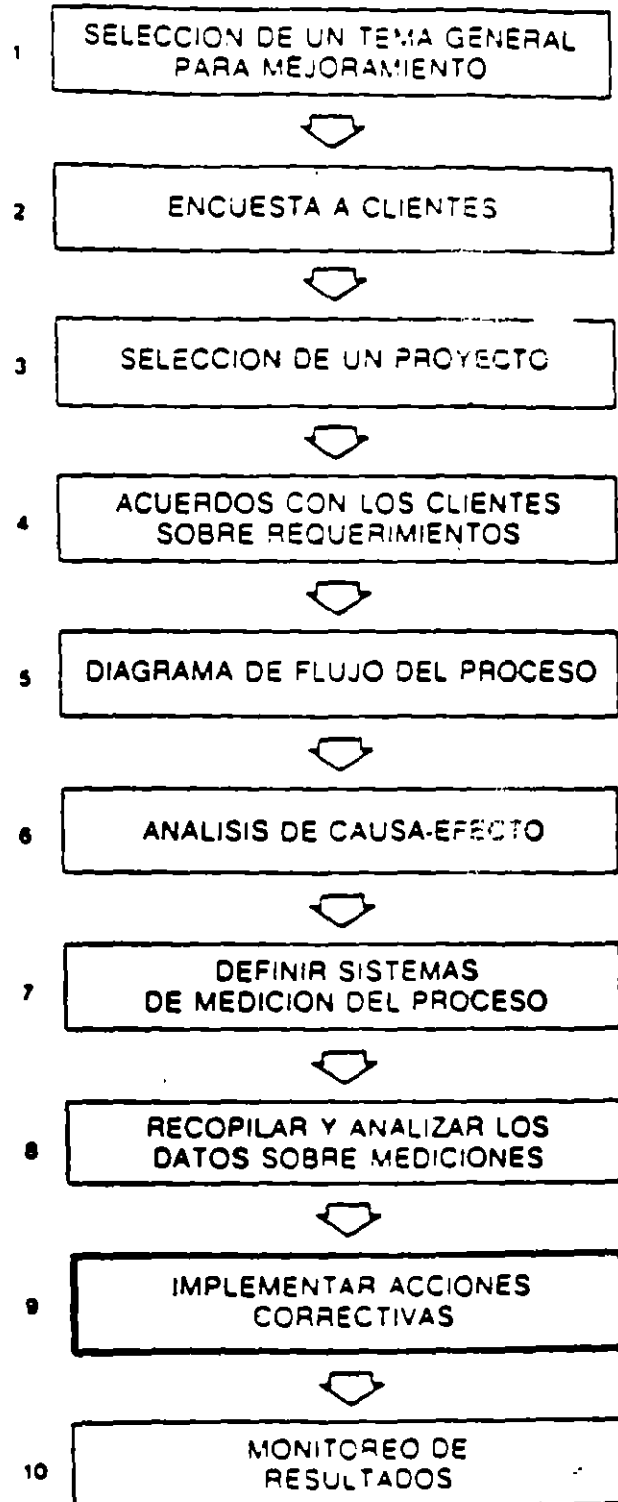 1
SELECCION DE UN TEMA GENERAL
PARA MEJORAMIENTO
2
ENCUESTA A CLIENTES
3
SELECCION DE UN PROYECTO
4
ACUERDOS CON LOS CLIENTES
SOBRE REQUERIMIENTOS
5
DIAGRAMA DE FLUJO DEL PROCESO
6
ANALISIS DE CAUSA-EFECTO
7
DEFINIR SISTEMAS
DE MEDICION DEL PROCESO
8
RECOPILAR Y ANALIZAR LOS
DATOS SOBRE MEDICIONES
9
IMPLEMENTAR ACCIONES
CORRECTIVAS
10
MONITOREO DE
RESULTADOS